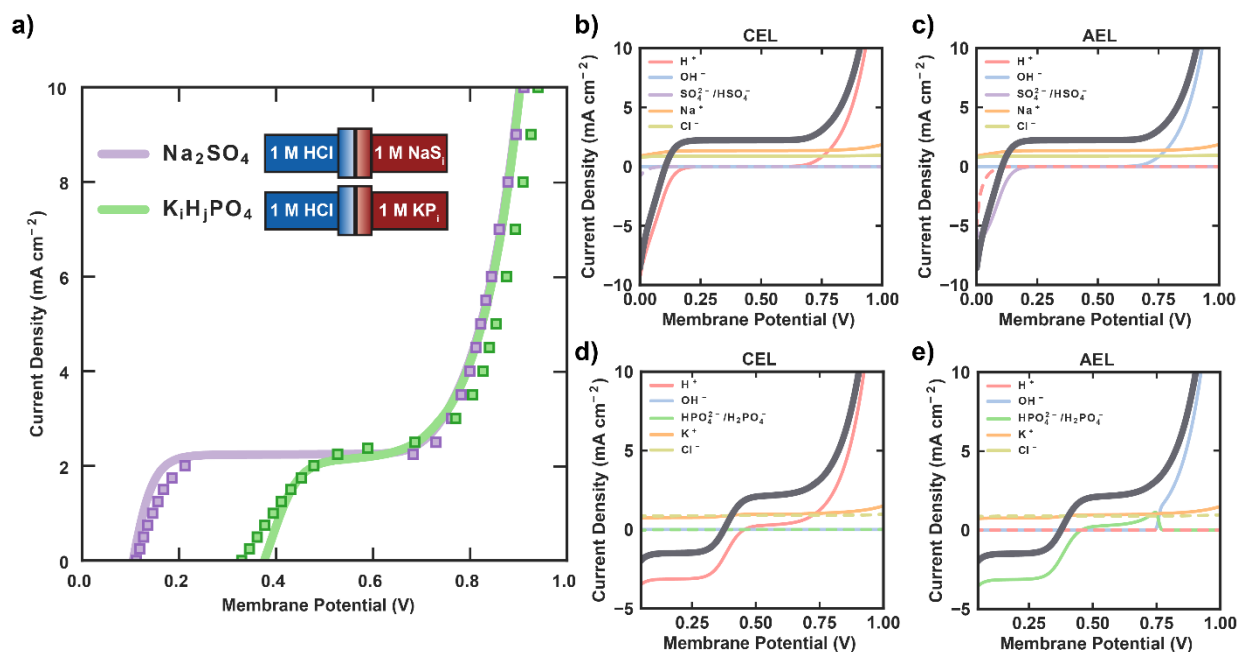 a)
Current Density (mA cm⁻²)
10
8
6
4
2
0
Na₂SO₄
1 M HCl
1 M NaSᵢ
KᵢHⱼPO₄
1 M HCl
1 M KPᵢ
0.0
0.2
0.4
0.6
0.8
1.0
Membrane Potential (V)
b)
CEL
Current Density (mA cm⁻²)
10
5
0
−5
−10
H⁺
OH⁻
SO₄²⁻/HSO₄⁻
Na⁺
Cl⁻
0.00
0.25
0.50
0.75
1.00
Membrane Potential (V)
c)
AEL
Current Density (mA cm⁻²)
10
5
0
−5
−10
H⁺
OH⁻
SO₄²⁻/HSO₄⁻
Na⁺
Cl⁻
0.00
0.25
0.50
0.75
1.00
Membrane Potential (V)
d)
CEL
Current Density (mA cm⁻²)
10
5
0
−5
H⁺
OH⁻
HPO₄²⁻/H₂PO₄⁻
K⁺
Cl⁻
0.25
0.50
0.75
1.00
Membrane Potential (V)
e)
AEL
Current Density (mA cm⁻²)
10
5
0
−5
H⁺
OH⁻
HPO₄²⁻/H₂PO₄⁻
K⁺
Cl⁻
0.25
0.50
0.75
1.00
Membrane Potential (V)